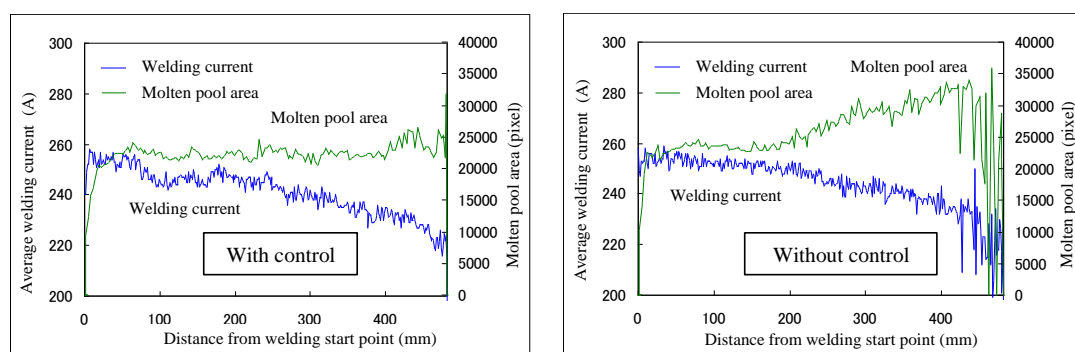 300
280
260
240
220
200
Average welding current (A)
40000
35000
30000
25000
20000
15000
10000
5000
0
Molten pool area (pixel)
Welding current
Molten pool area
Molten pool area
Welding current
With control
0
100
200
300
400
Distance from welding start point (mm)
300
280
260
240
220
200
Average welding current (A)
40000
35000
30000
25000
20000
15000
10000
5000
0
Molten pool area (pixel)
Welding current
Molten pool area
Molten pool area
Welding current
Without control
0
100
200
300
400
Distance from welding start point (mm)